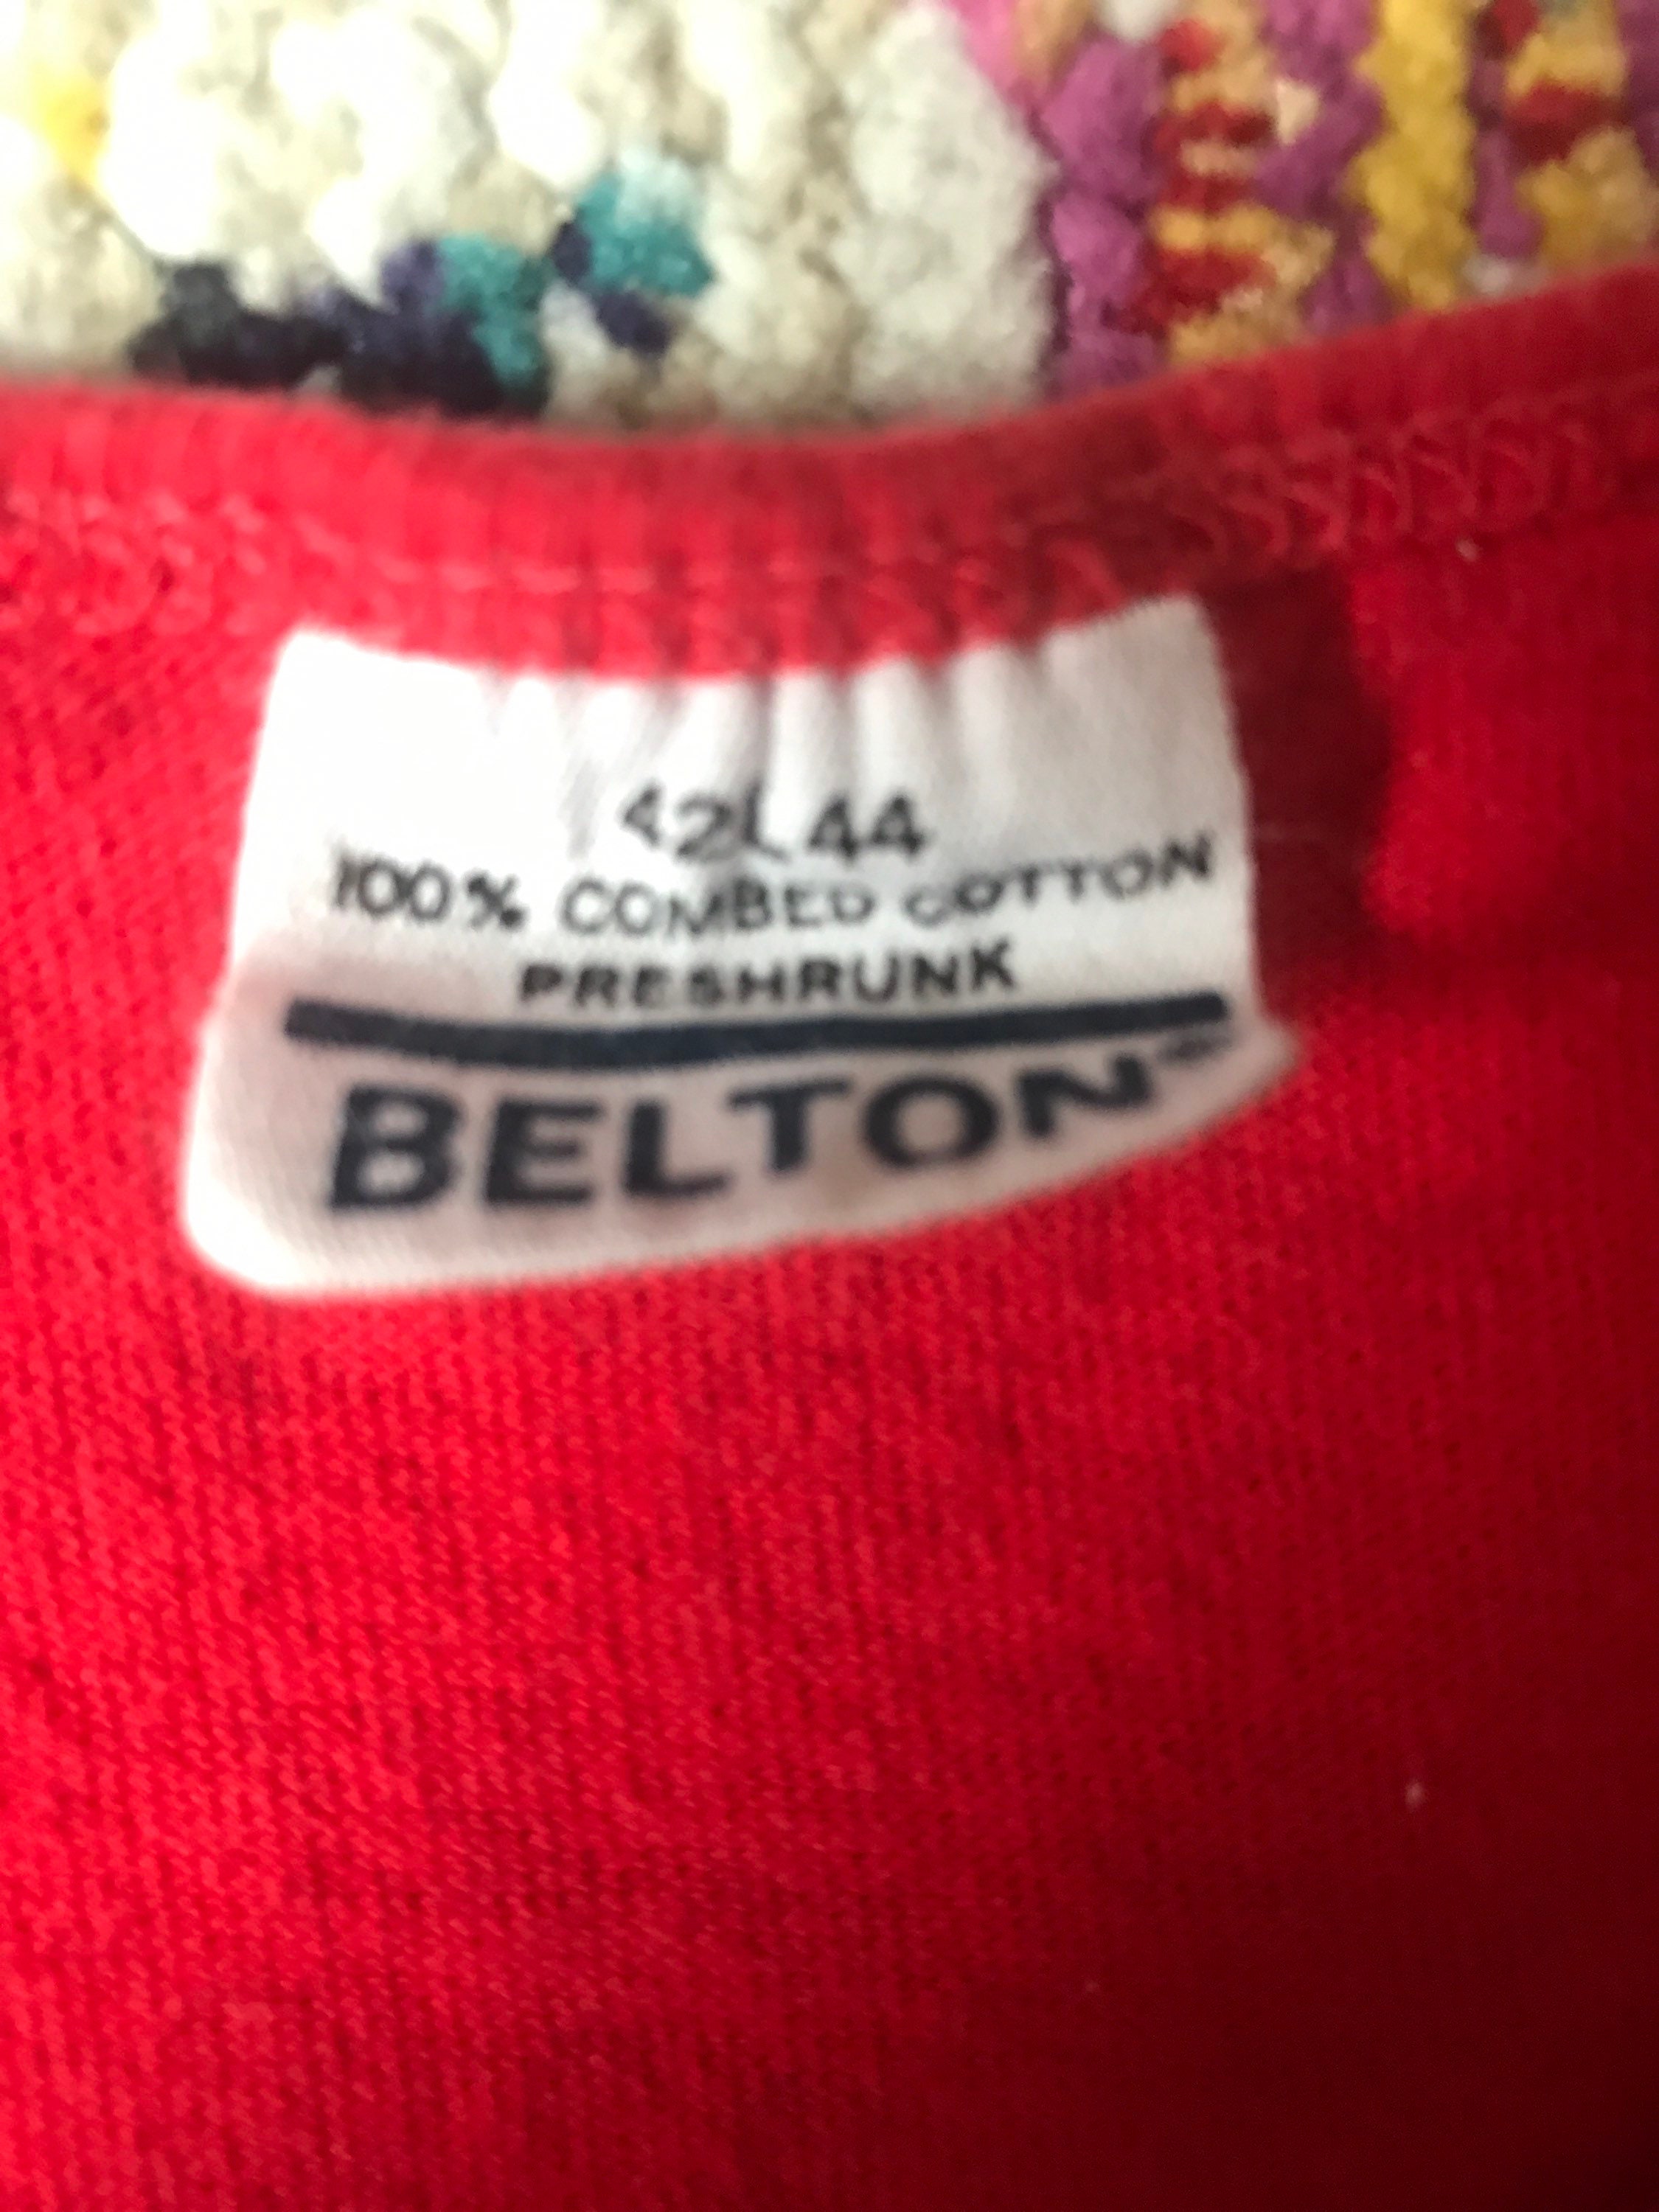 42L44
100% COMBED COTTON
PRESHRUNK
BELTON